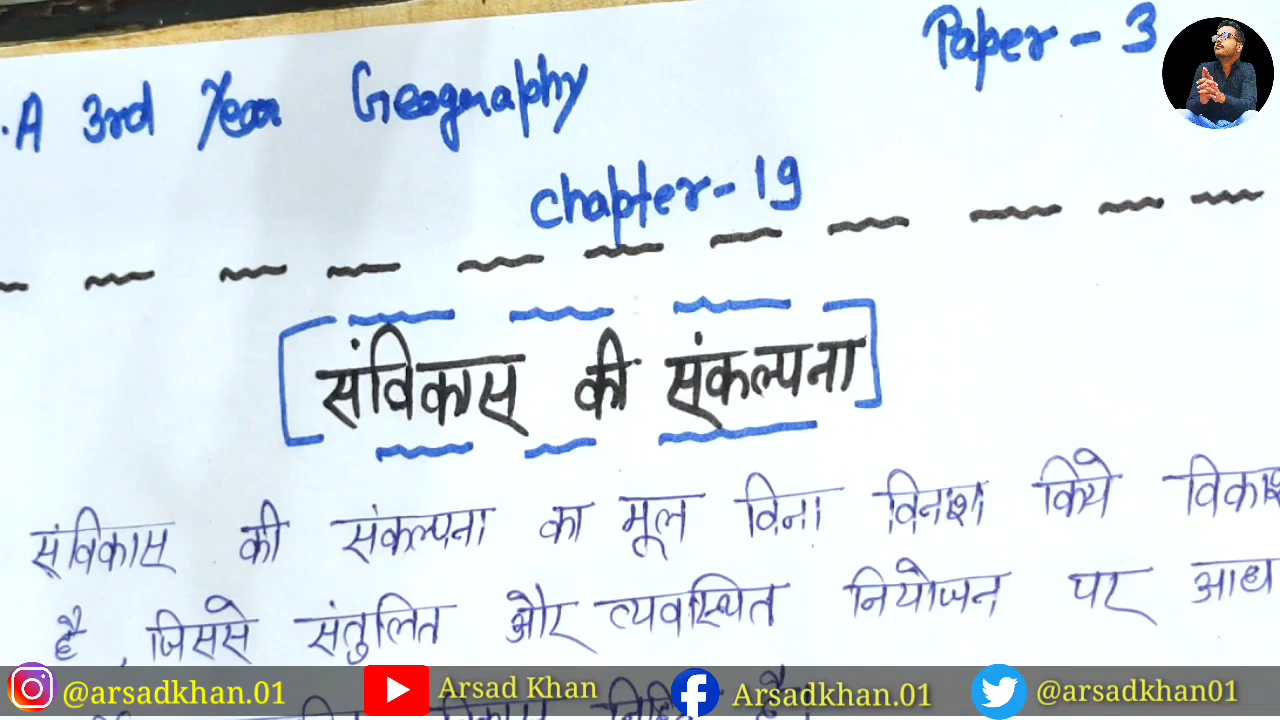 .A 3rd Year Geography Paper - 3
Chapter - 19
[संविकास की संकल्पना]
संविकास की संकल्पना का मूल विना विनाश किये
है, जिससे संतुलित और व्यवस्थित नियोजन पर
@arsadkhan.01 Arsad Khan Arsadkhan.01 @arsadkhan01